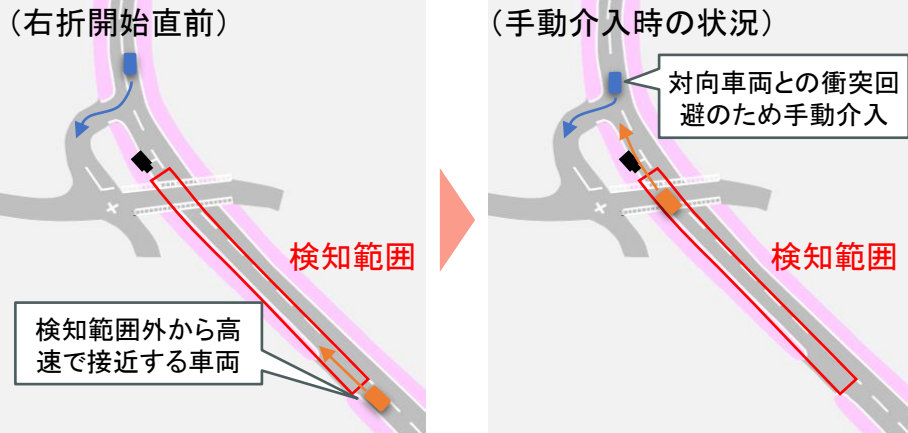 （右折開始直前）
検知範囲
検知範囲外から高
速で接近する車両
（手動介入時の状況）
対向車両との衝突回
避のため手動介入
検知範囲